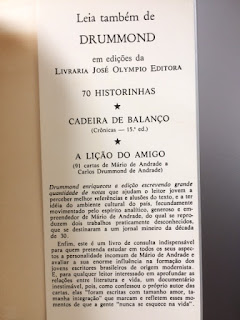 Leia também de
DRUMMOND
em edições da
LIVRARIA JOSÉ OLYMPIO EDITORA
70 HISTORINHAS
★
CADEIRA DE BALANÇO
(Crônicas — 15.ª ed.)
★
A LIÇÃO DO AMIGO
(91 cartas de Mário de Andrade a
Carlos Drummond de Andrade)
Drummond enriqueceu a edição escrevendo grande
quantidade de notas que ajudam o leitor jovem a
perceber melhor referências e alusões do texto, e a ter
idéia do ambiente cultural do país, fecundamente
movimentado pelo espírito analítico, generoso e em-
preendedor de Mário de Andrade, do qual se repro-
duzem dois trabalhos praticamente desconhecidos,
que se destinaram a um jornal mineiro da década
de 30.
Enfim, este é um livro de consulta indispensável
para quem pretenda estudar em todos os seus aspec-
tos a personalidade incomum de Mário de Andrade e
avaliar a sua enorme influência na formação dos
jovens escritores brasileiros de origem modernista.
E, para qualquer leitor interessado em aprofundar as
relações entre literatura e vida, um documentário
inestimável, pois, como confessou o próprio autor das
cartas, elas "foram escritas com tamanho amor, ta-
manha integração" que marcam e refletem esses mo-
mentos de que a gente "nunca se esquece na vida".